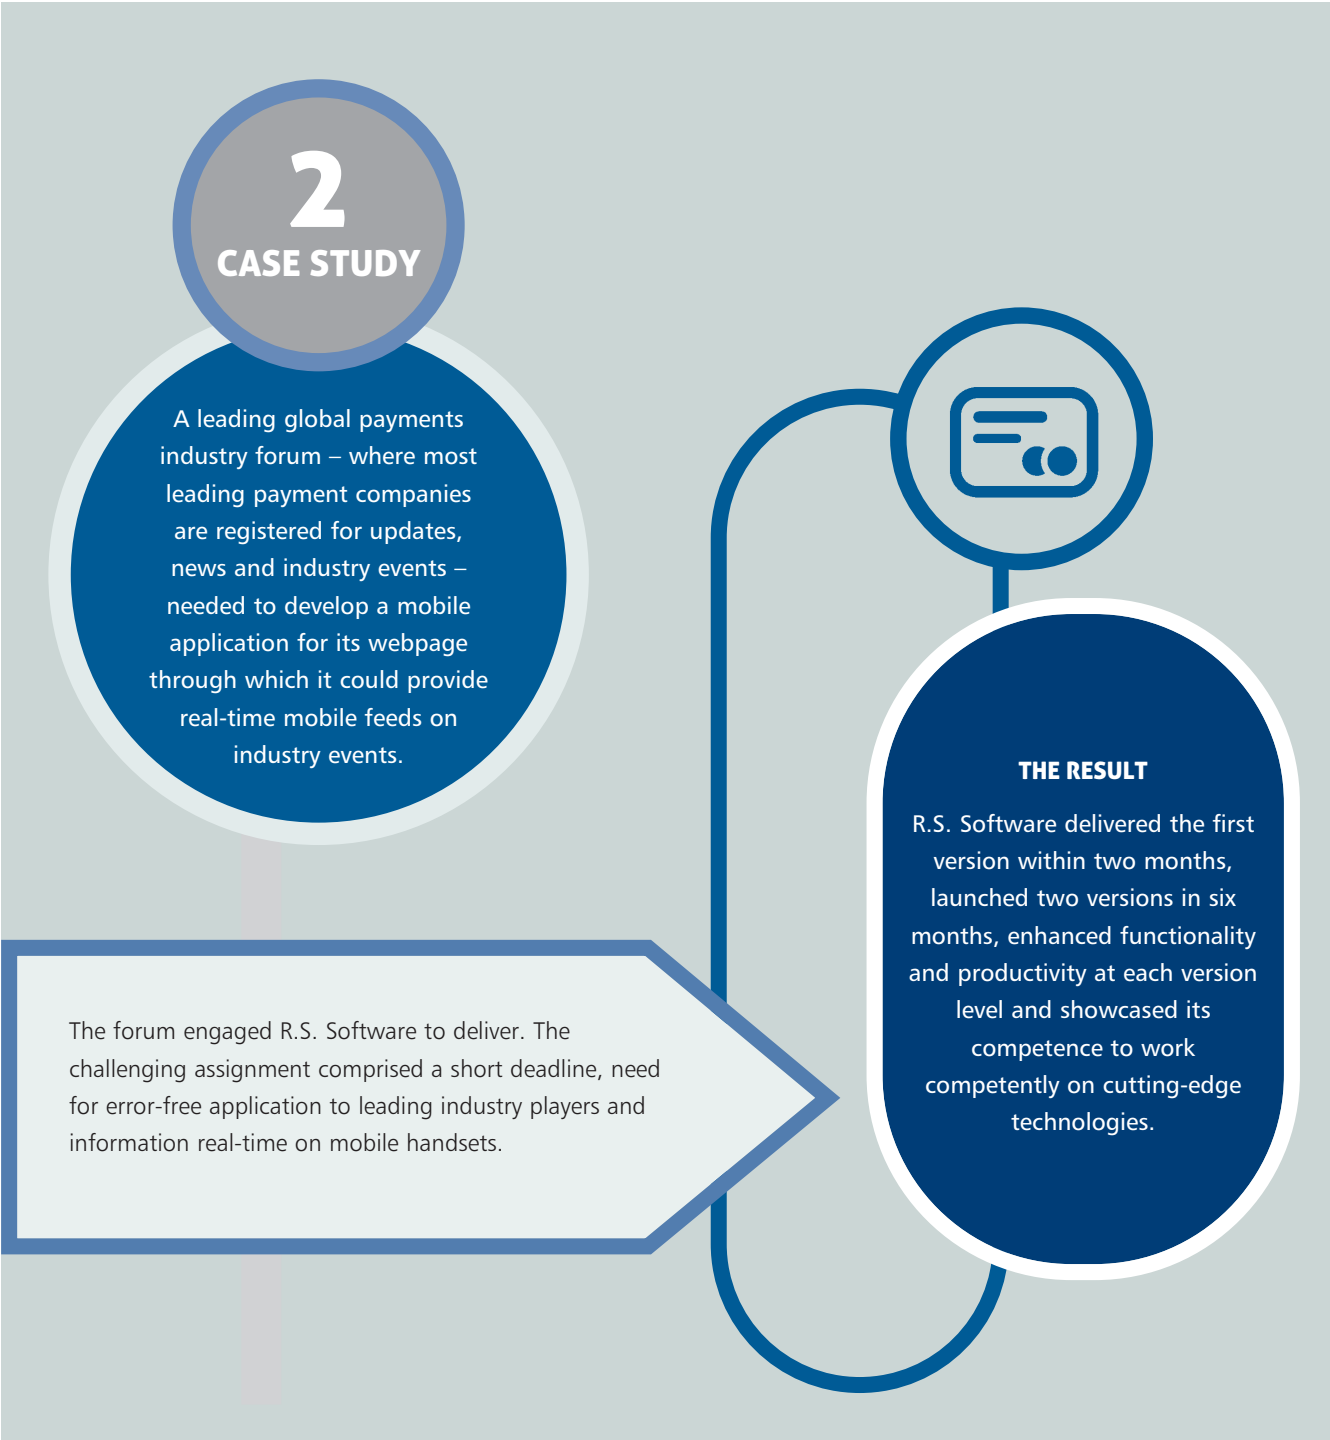 2
CASE STUDY
A leading global payments
industry forum – where most
leading payment companies
are registered for updates,
news and industry events –
needed to develop a mobile
application for its webpage
through which it could provide
real-time mobile feeds on
industry events.
The forum engaged R.S. Software to deliver. The
challenging assignment comprised a short deadline, need
for error-free application to leading industry players and
information real-time on mobile handsets.
THE RESULT
R.S. Software delivered the first
version within two months,
launched two versions in six
months, enhanced functionality
and productivity at each version
level and showcased its
competence to work
competently on cutting-edge
technologies.